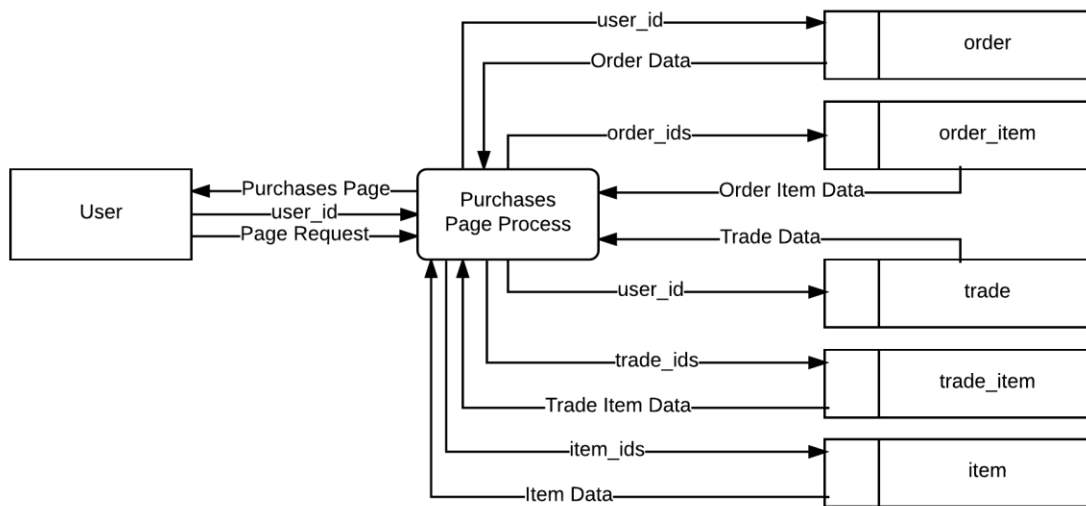 user_id
order
Order Data
order_ids
order_item
Purchases Page
Order Item Data
User
user_id
Purchases
Page Process
Page Request
Trade Data
user_id
trade
trade_ids
trade_item
Trade Item Data
item_ids
item
Item Data